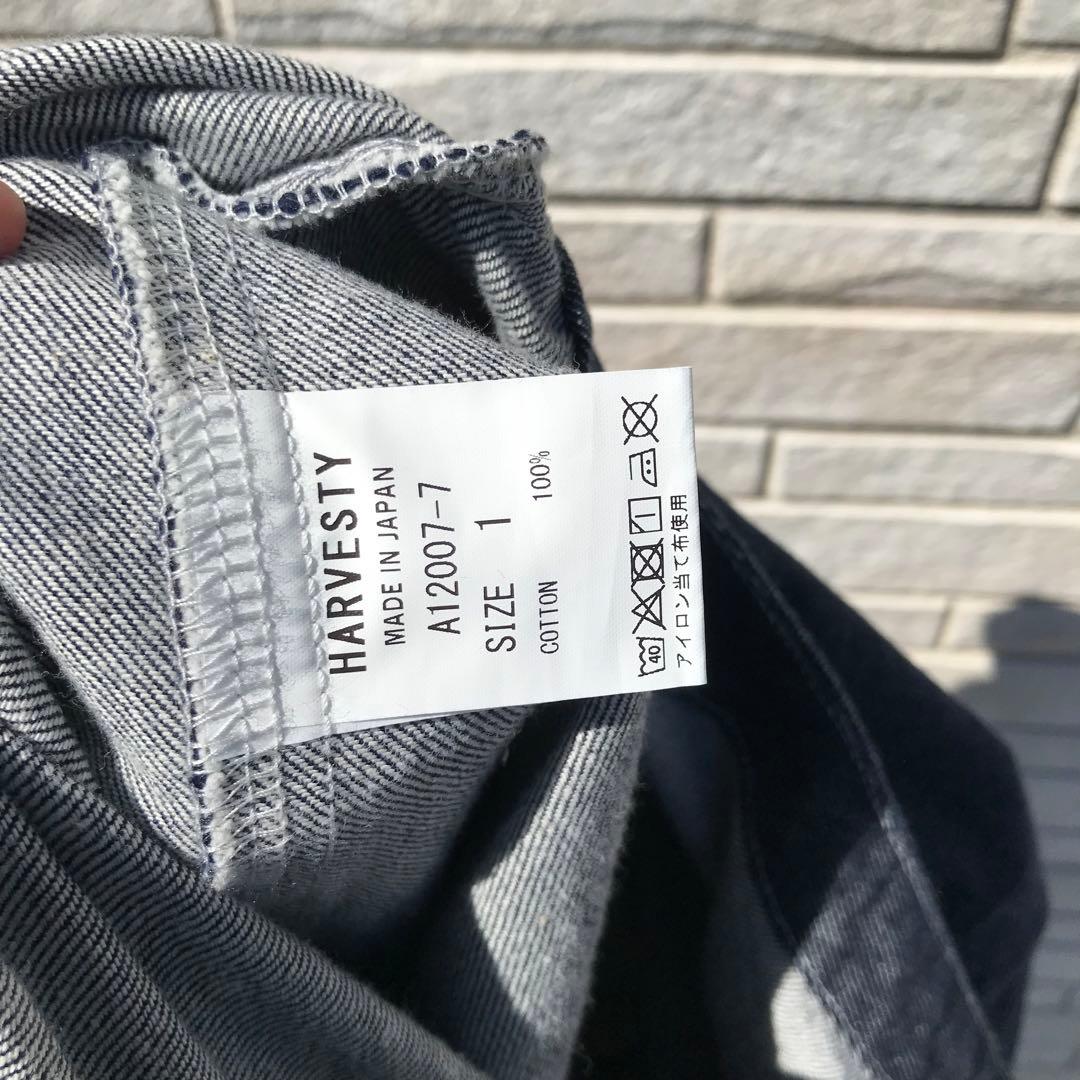 HARVESTY
MADE IN JAPAN
A12007-7
SIZE 1
COTTON 100%
40
アイロン当て布使用